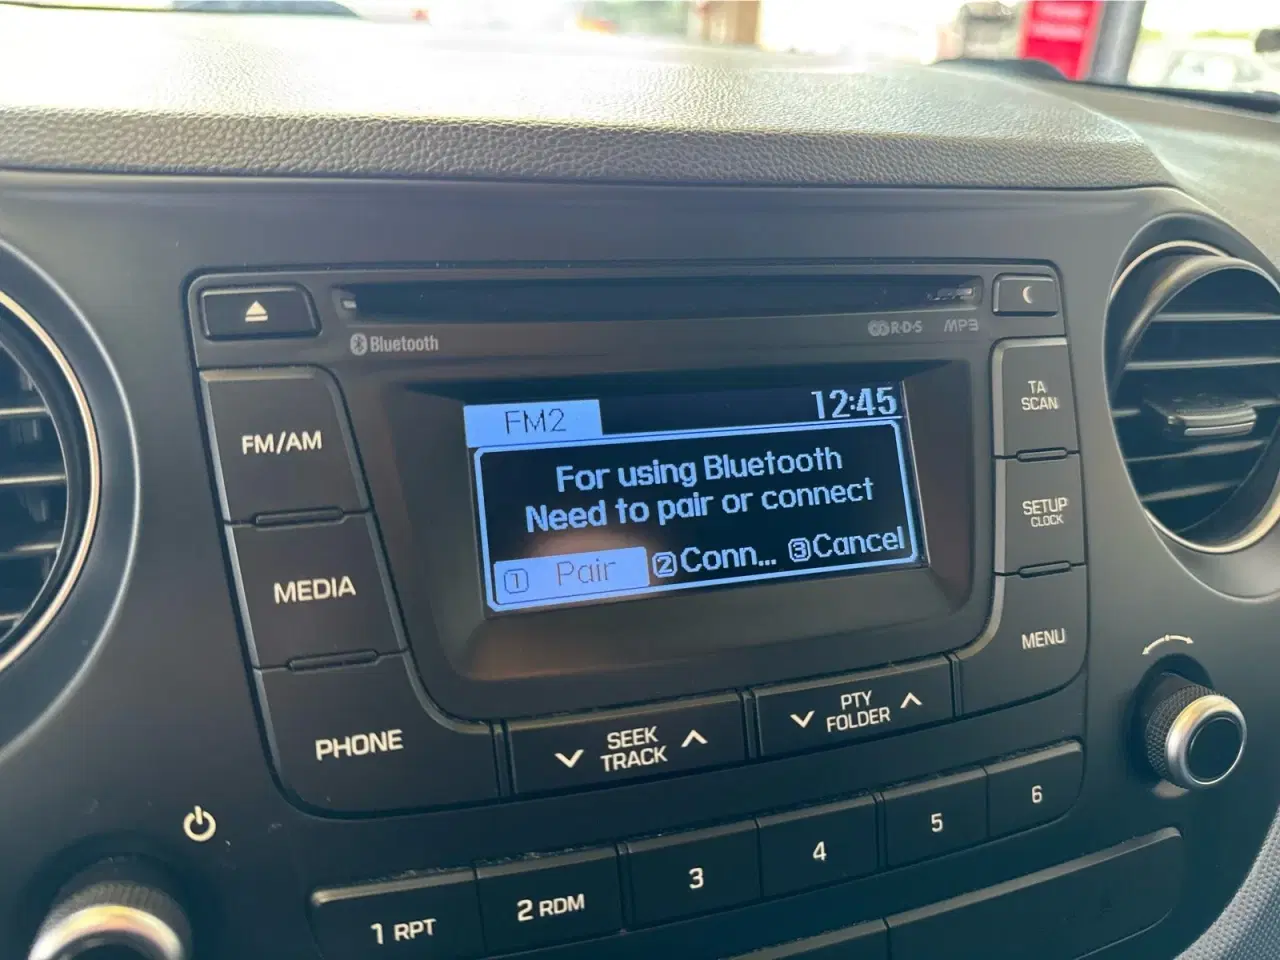 Bluetooth
R·D·S MP3
FM/AM
MEDIA
PHONE
FM2 12:45
For using Bluetooth
Need to pair or connect
1 Pair 2 Conn... 3 Cancel
TA
SCAN
SETUP
CLOCK
MENU
SEEK
TRACK
PTY
FOLDER
1 RPT
2 RDM
3
4
5
6